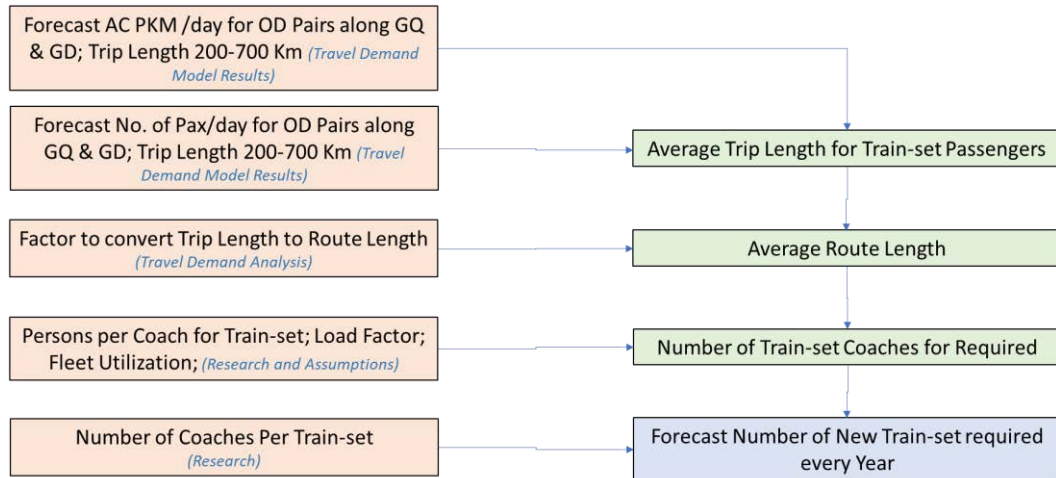 Forecast AC PKM /day for OD Pairs along GQ
& GD; Trip Length 200-700 Km (Travel Demand
Model Results)
Forecast No. of Pax/day for OD Pairs along
GQ & GD; Trip Length 200-700 Km (Travel
Demand Model Results)
Average Trip Length for Train-set Passengers
Factor to convert Trip Length to Route Length
(Travel Demand Analysis)
Average Route Length
Persons per Coach for Train-set; Load Factor;
Fleet Utilization; (Research and Assumptions)
Number of Train-set Coaches for Required
Number of Coaches Per Train-set
(Research)
Forecast Number of New Train-set required
every Year